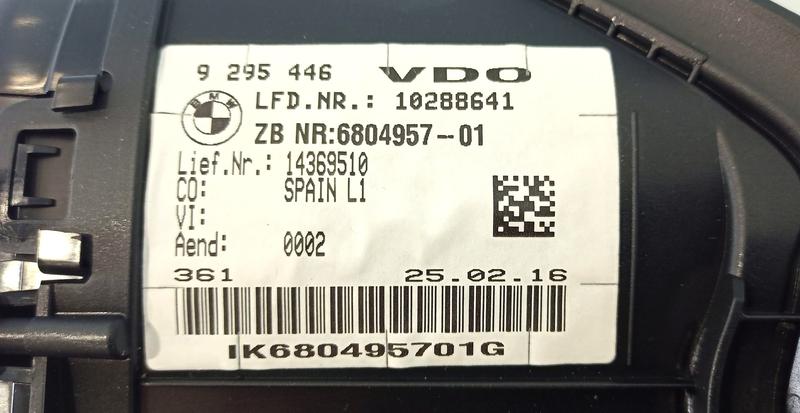 9 295 446 VDO
BMW
LFD.NR.: 10288641
ZB NR:6804957-01
Lief.Nr.: 14369510
CO: SPAIN L1
VI:
Aend: 0002
361 25.02.16
IK680495701G